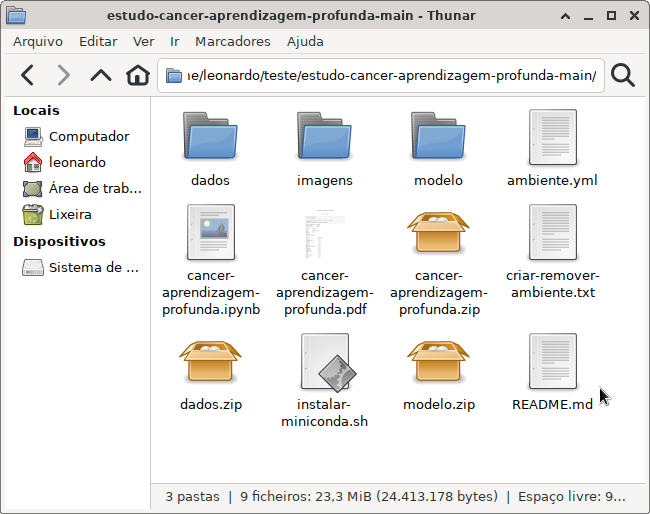 estudo-cancer-aprendizagem-profunda-main - Thunar
Arquivo Editar Ver Ir Marcadores Ajuda
ne/leonardo/teste/estudo-cancer-aprendizagem-profunda-main/
Locais
Computador
leonardo
Área de trab...
Lixeira
Dispositivos
Sistema de ...
dados
imagens
modelo
ambiente.yml
cancer-
aprendizagem-
profunda.ipynb
cancer-
aprendizagem-
profunda.pdf
cancer-
aprendizagem-
profunda.zip
criar-remover-
ambiente.txt
dados.zip
instalar-
miniconda.sh
modelo.zip
README.md
3 pastas | 9 ficheiros: 23,3 MiB (24.413.178 bytes) | Espaço livre: 9...